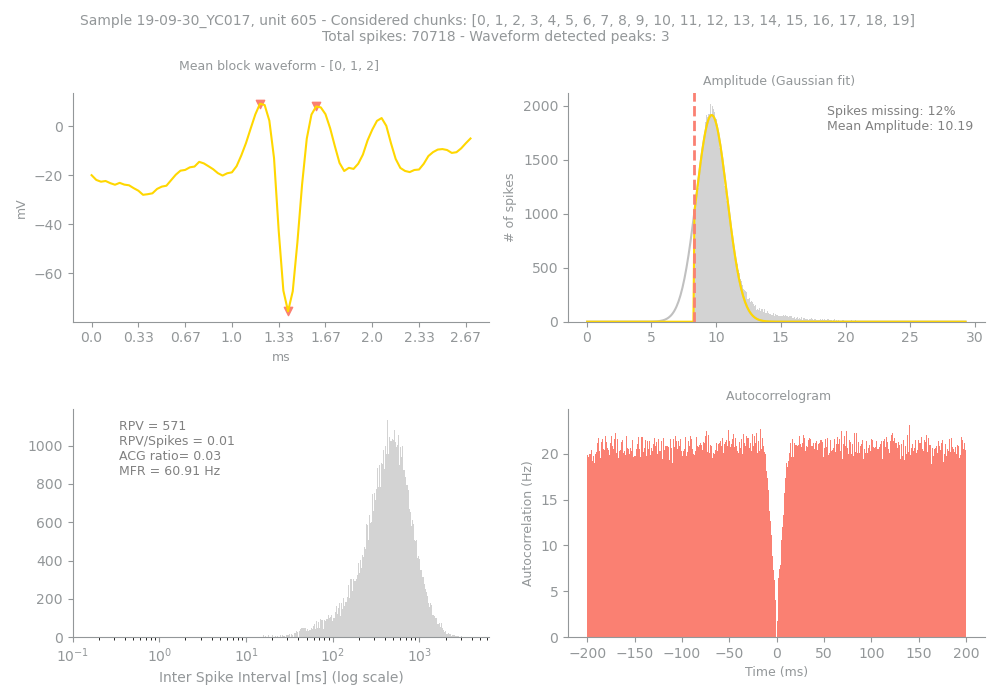 Sample 19-09-30_YC017, unit 605 - Considered chunks: [0, 1, 2, 3, 4, 5, 6, 7, 8, 9, 10, 11, 12, 13, 14, 15, 16, 17, 18, 19]
Total spikes: 70718 - Waveform detected peaks: 3
Mean block waveform - [0, 1, 2]
0
−20
−40
−60
mV
0.0 0.33 0.67 1.0 1.33 1.67 2.0 2.33 2.67
ms
Amplitude (Gaussian fit)
Spikes missing: 12%
Mean Amplitude: 10.19
2000
1500
1000
500
0
# of spikes
0 5 10 15 20 25 30
RPV = 571
RPV/Spikes = 0.01
ACG ratio= 0.03
MFR = 60.91 Hz
1000
800
600
400
200
0
10⁻¹ 10⁰ 10¹ 10² 10³
Inter Spike Interval [ms] (log scale)
Autocorrelogram
20
15
10
5
0
Autocorrelation (Hz)
−200 −150 −100 −50 0 50 100 150 200
Time (ms)